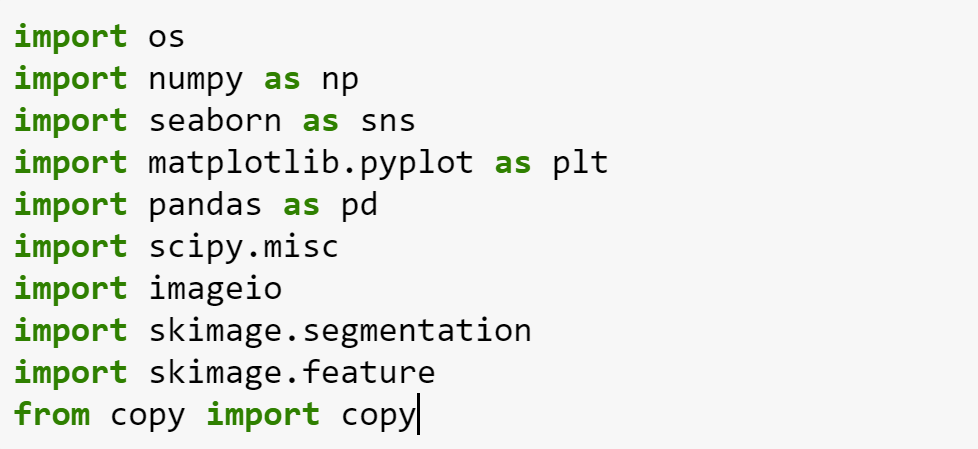 import os
import numpy as np
import seaborn as sns
import matplotlib.pyplot as plt
import pandas as pd
import scipy.misc
import imageio
import skimage.segmentation
import skimage.feature
from copy import copy